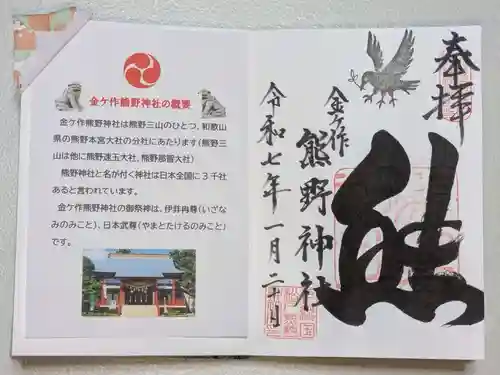 金ケ作熊野神社の概要
金ケ作熊野神社は熊野三山のひとつ、和歌山
県の熊野本宮大社の分社にあたります(熊野三
山は他に熊野速玉大社、熊野那智大社)
熊野神社と名が付く神社は日本全国に3千社
あると言われています。
金ケ作熊野神社の御祭神は、伊弉冉尊(いざな
みのみこと)、日本武尊(やまとたけるのみこと)
です。
奉拝
熊
金ケ作
熊野神社
令和七年一月二十日